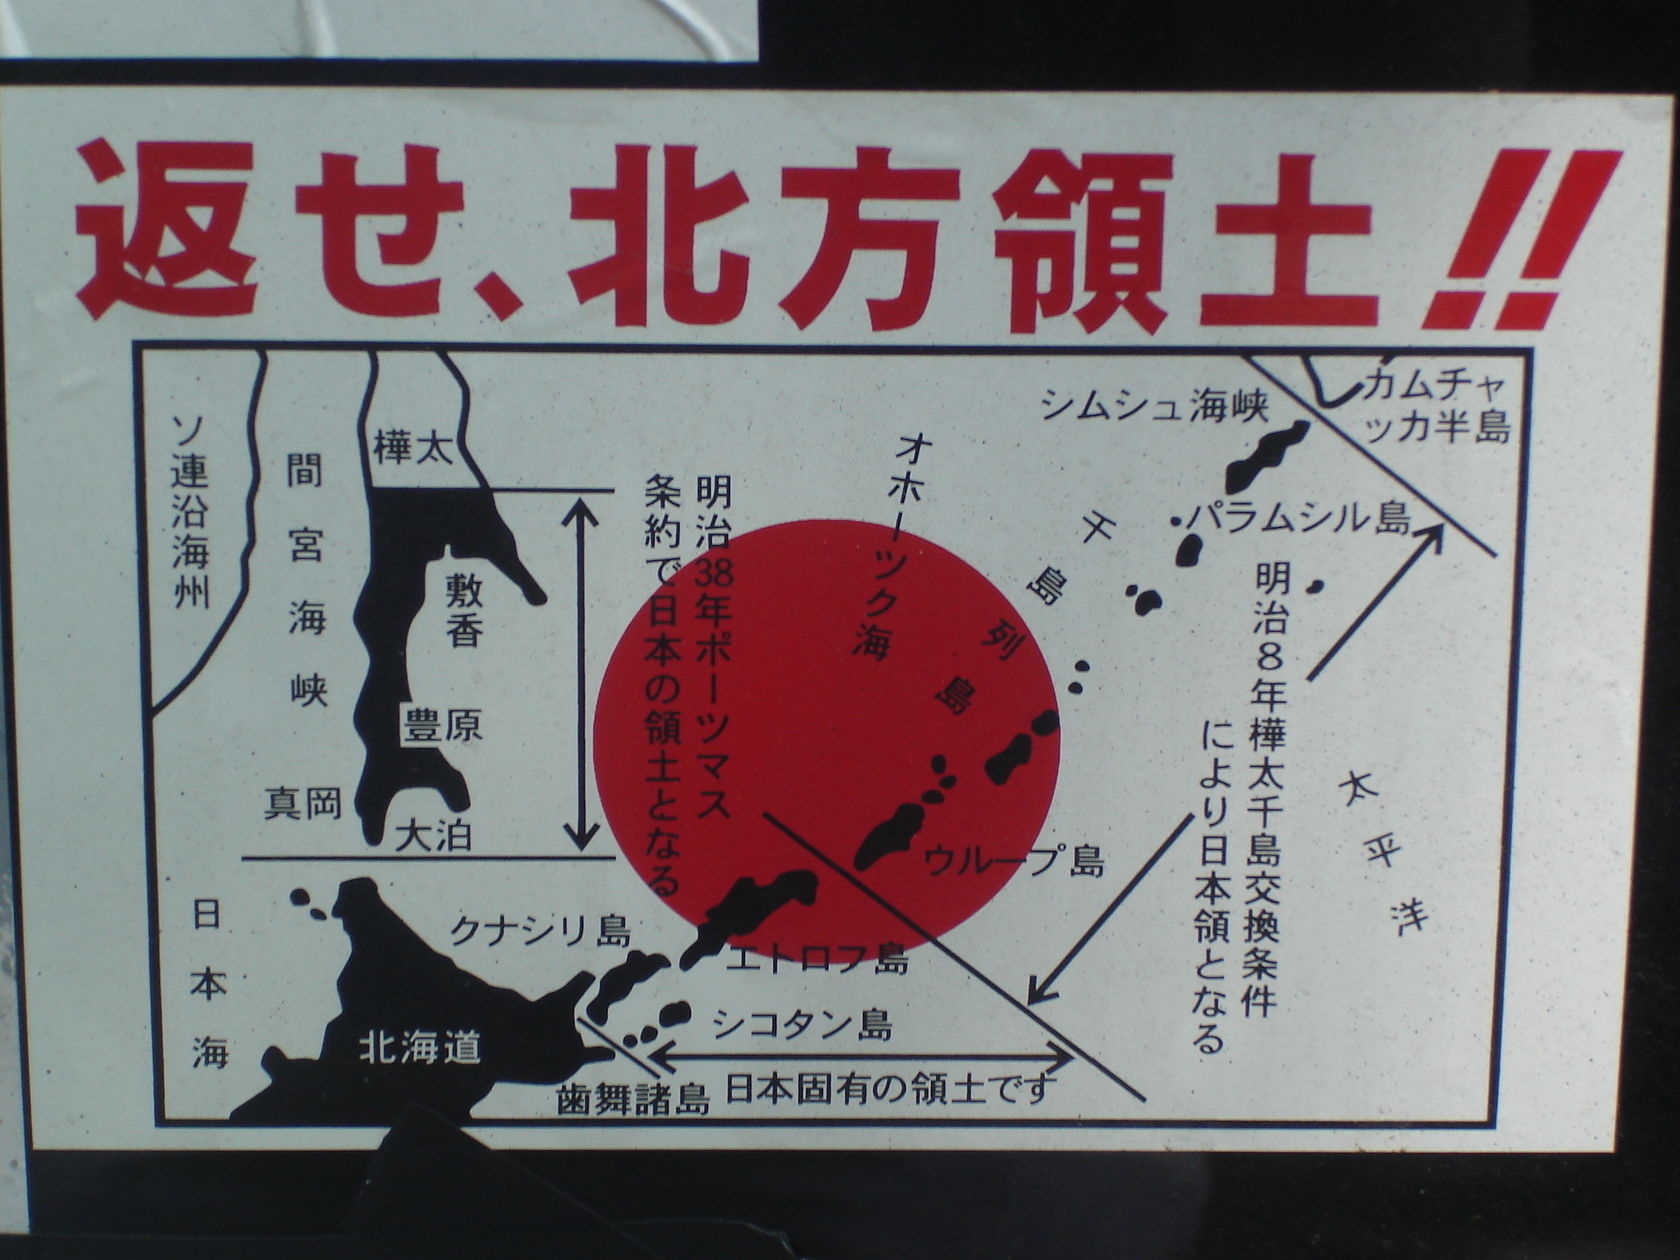 返せ、北方領土!!
ソ連沿海州
間宮海峡
樺太
敷香
豊原
真岡
大泊
日本海
北海道
明治38年ポーツマス
条約で日本の領土となる
オホーツク海
千島列島
シムシュ海峡
カムチャ
ッカ半島
パラムシル島
明治8年樺太千島交換条件
により日本領となる
太平洋
ウループ島
エトロフ島
クナシリ島
シコタン島
歯舞諸島
日本固有の領土です